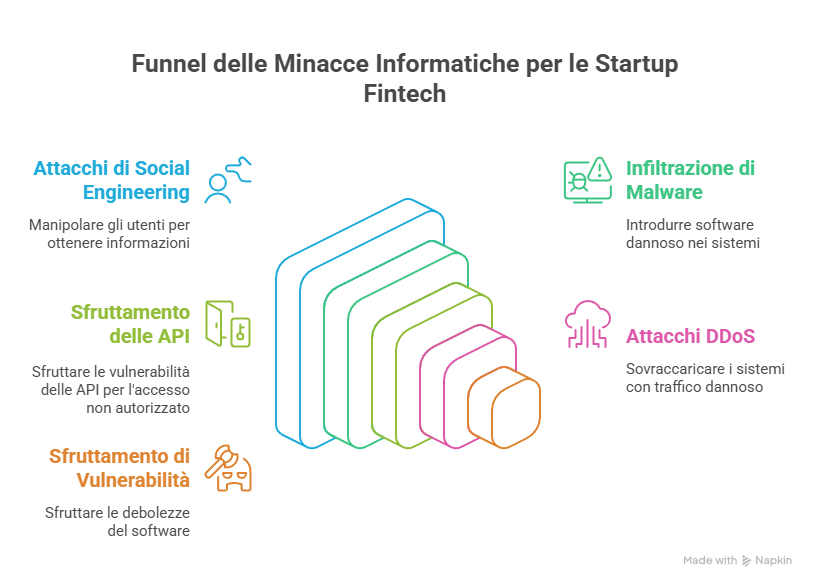 Funnel delle Minacce Informatiche per le Startup
Fintech
Attacchi di Social
Engineering
Manipolare gli utenti per
ottenere informazioni
Infiltrazione di
Malware
Introdurre software
dannoso nei sistemi
Sfruttamento
delle API
Sfruttare le vulnerabilità
delle API per l'accesso
non autorizzato
Attacchi DDoS
Sovraccaricare i sistemi
con traffico dannoso
Sfruttamento di
Vulnerabilità
Sfruttare le debolezze
del software
Made with Napkin